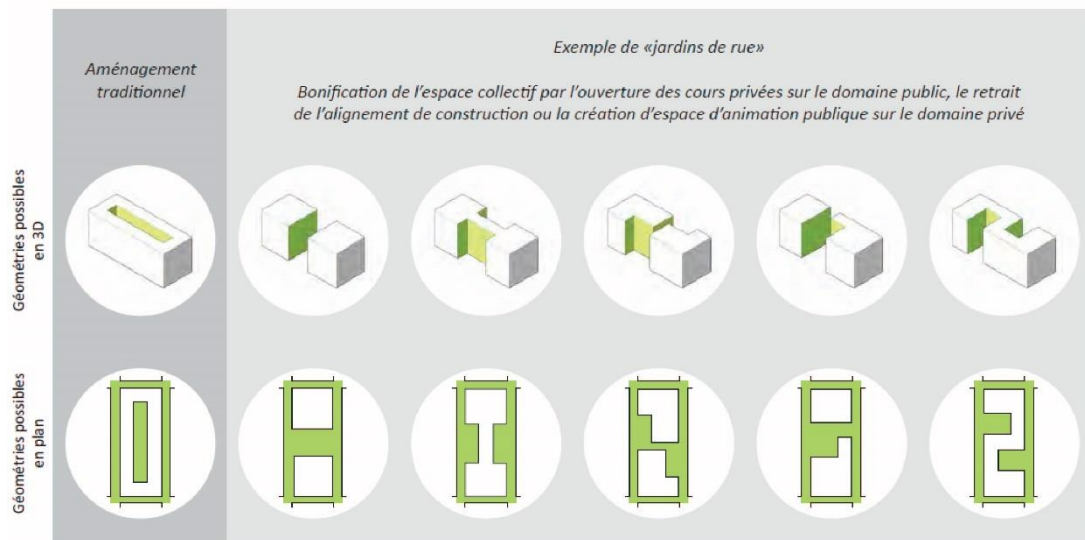 Aménagement
traditionnel
Exemple de «jardins de rue»
Bonification de l'espace collectif par l'ouverture des cours privées sur le domaine public, le retrait
de l'alignement de construction ou la création d'espace d'animation publique sur le domaine privé
Géométries possibles
en 3D
Géométries possibles
en plan